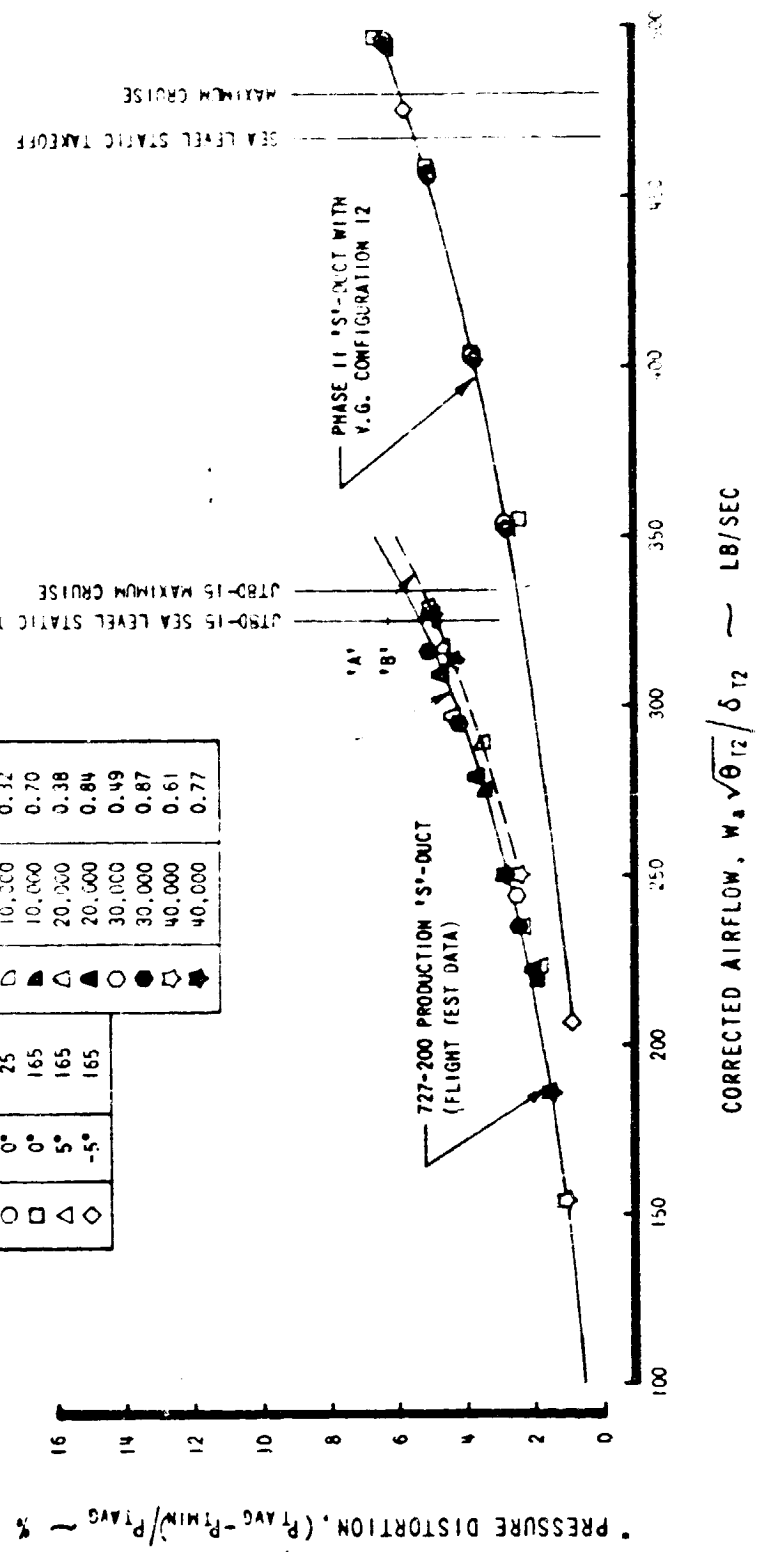 ○ 0° 25
□ 0° 165
△ 5° 165
◇ -5° 165
10,000
10,000 0.70
20,000 0.38
20,000 0.84
30,000 0.49
30,000 0.87
40,000 0.61
40,000 0.77
JT8D-15 SEA LEVEL STATIC
JT8D-15 MAXIMUM CRUISE
SEA LEVEL STATIC TAKEOFF
MAXIMUM CRUISE
PHASE II 'S'-DUCT WITH
V.G. CONFIGURATION 12
'A'
'B'
727-200 PRODUCTION 'S'-DUCT
(FLIGHT TEST DATA)
PRESSURE DISTORTION, (PTAVG-PTMIN)/PTAVG ~ %
16
14
12
10
8
6
4
2
0
100 150 200 250 300 350 400 450 500
CORRECTED AIRFLOW, Wa √θT2/δT2 ~ LB/SEC